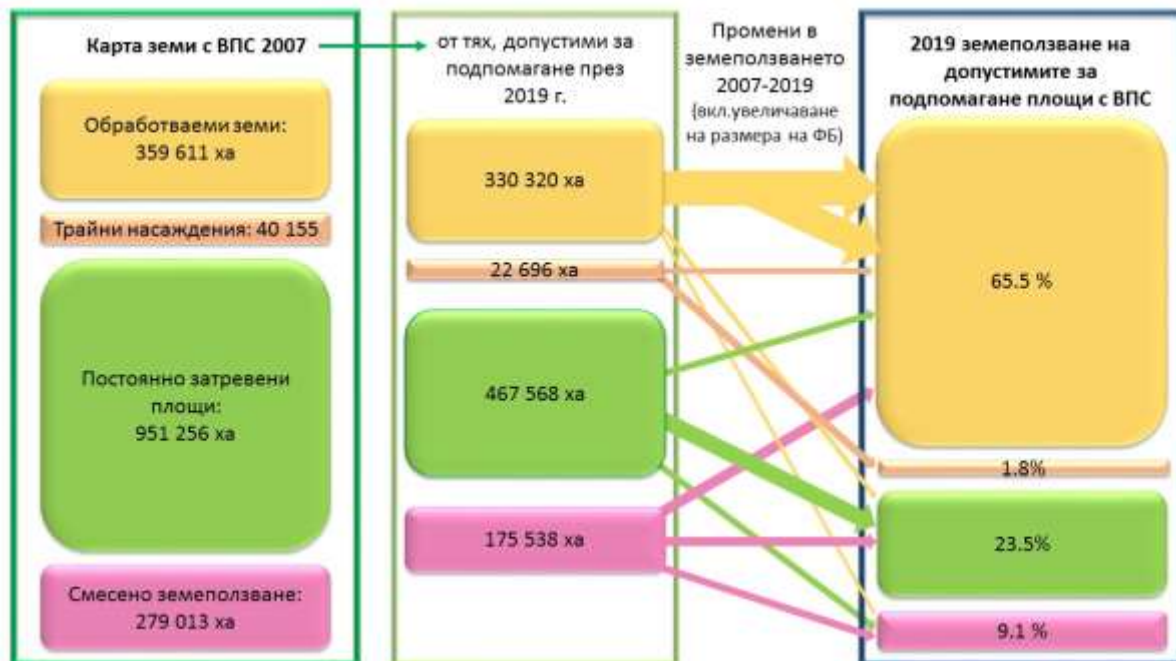 Карта земи с ВПС 2007
Обработваеми земи:
359 611 ха
Трайни насаждения: 40 155
Постоянно затревени
площи:
951 256 ха
Смесено земеползване:
279 013 ха
от тях, допустими за
подпомагане през
2019 г.
330 320 ха
22 696 ха
467 568 ха
175 538 ха
Промени в
земеползването
2007-2019
(вкл.увеличаване
на размера на ФБ)
2019 земеползване на
допустимите за
подпомагане площи с ВПС
65.5 %
1.8%
23.5%
9.1 %